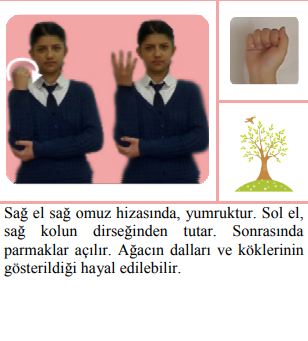 Sağ el sağ omuz hizasında, yumruktur. Sol el,
sağ kolun dirseğinden tutar. Sonrasında
parmaklar açılır. Ağacın dalları ve köklerinin
gösterildiği hayal edilebilir.